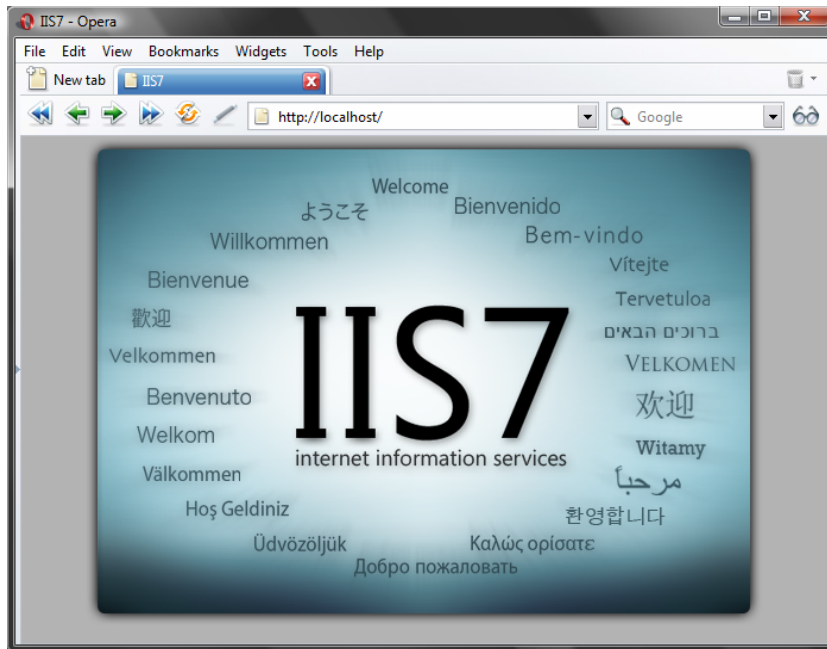 IIS7 - Opera
File Edit View Bookmarks Widgets Tools Help
New tab IIS7
http://localhost/ Google
Welcome
ようこそ
Bienvenido
Willkommen
Bem-vindo
Vítejte
Bienvenue
Tervetuloa
歡迎
ברוכים הבאים
Velkommen
VELKOMEN
Benvenuto
欢迎
Welkom
Witamy
Välkommen
مرحباً
Hoş Geldiniz
환영합니다
Üdvözöljük
Καλώς ορίσατε
Добро пожаловать
IIS7
internet information services